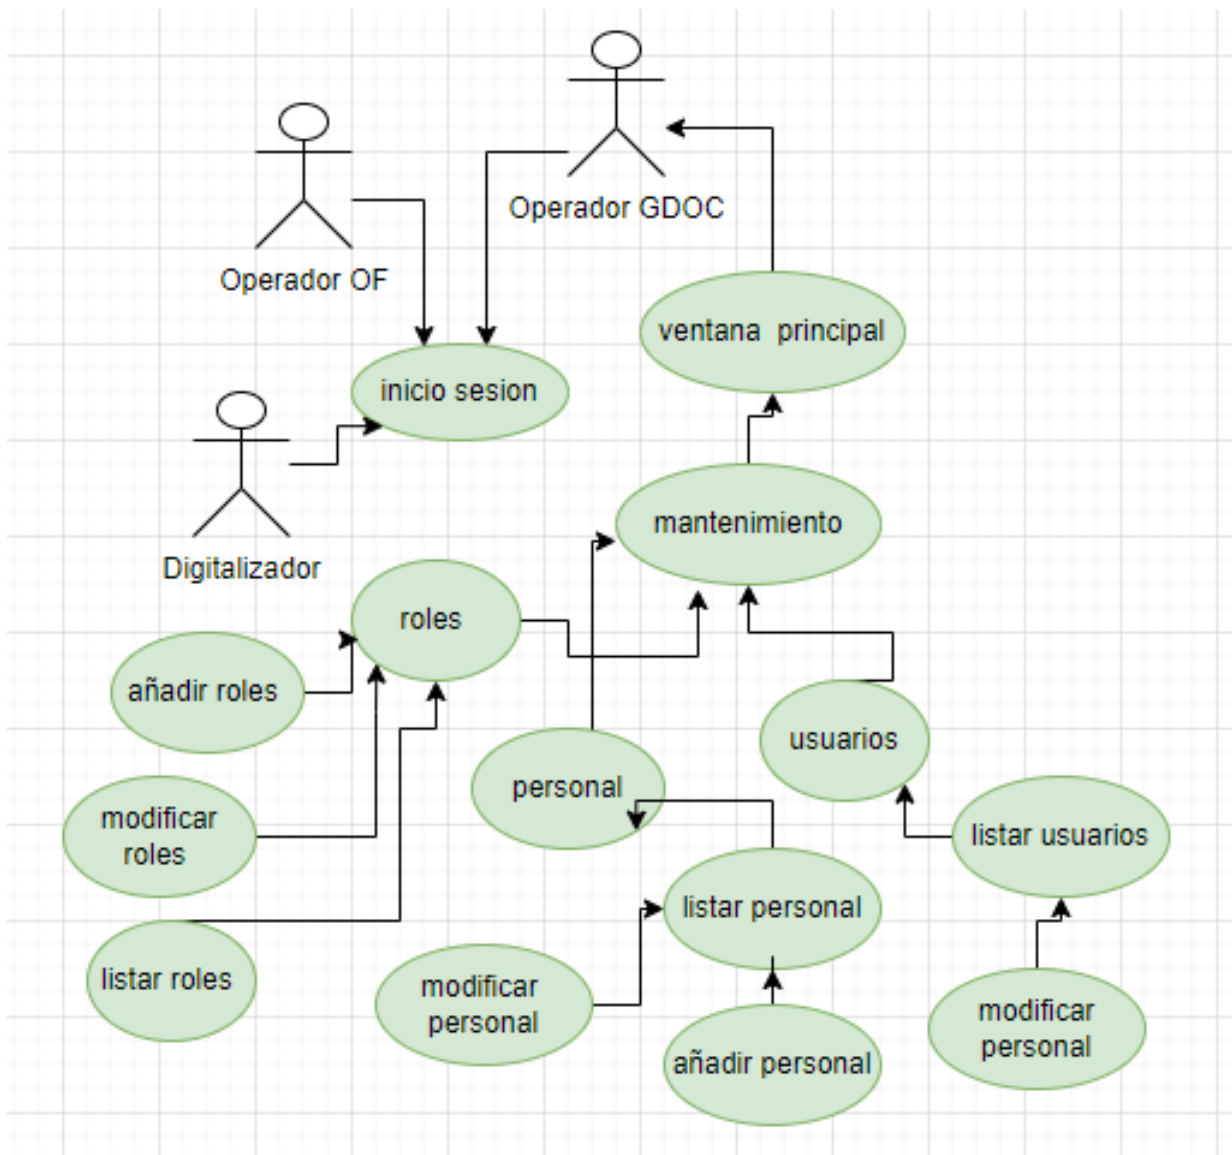 Operador GDOC
Operador OF
ventana principal
inicio sesion
mantenimiento
Digitalizador
roles
añadir roles
usuarios
personal
modificar
roles
listar usuarios
listar personal
listar roles
modificar
personal
modificar
personal
añadir personal